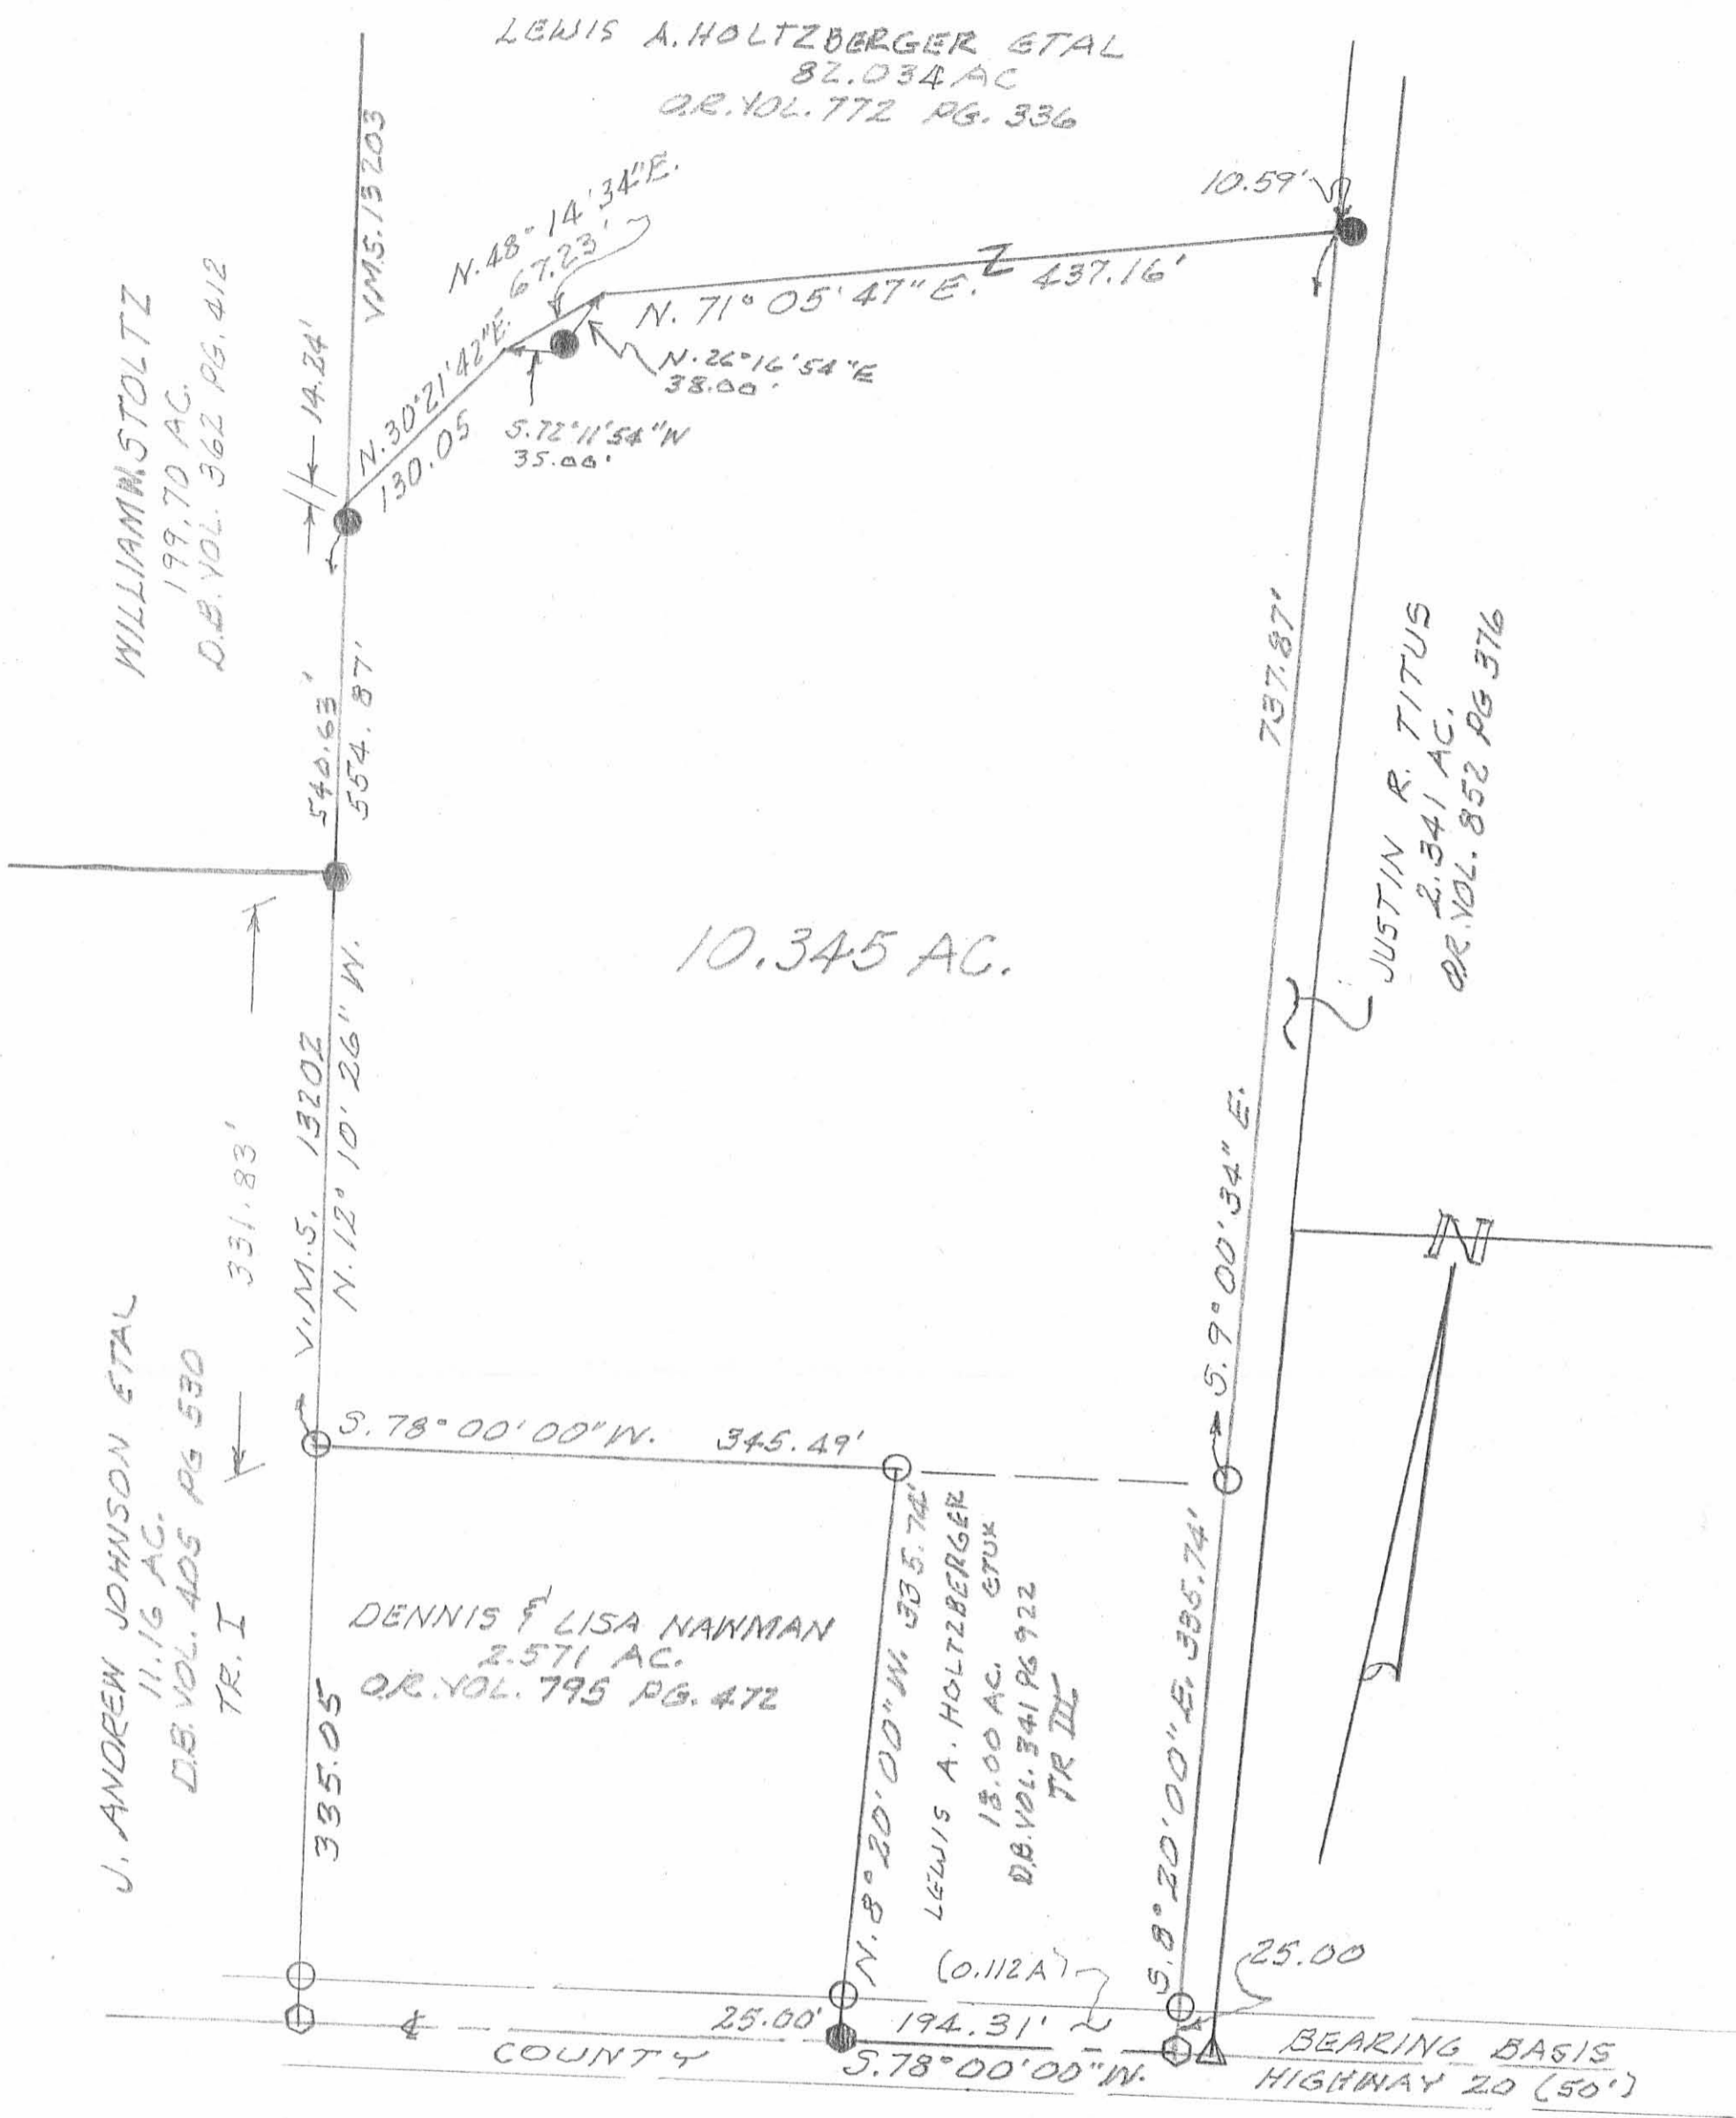 LEWIS A. HOLTZBERGER ETAL
82.034 AC
O.R. VOL. 772 PG. 336
VMS. 13203
N. 48° 14' 34" E.
67.23'
10.59'
N. 71° 05' 47" E. 437.16'
N. 26° 16' 54" E
38.00'
S. 72° 11' 54" W
35.00'
N. 30° 21' 42" E.
130.05
14.24'
WILLIAM W. STOLTZ
199.70 AC.
D.B. VOL. 362 PG. 412
540.63'
554.87'
737.87'
JUSTIN R. TITUS
2.341 AC.
O.R. VOL. 852 PG 376
10.345 AC.
331.83'
V.M.S. 13202
N. 12° 10' 26" W.
S. 9° 00' 34" E.
N
J. ANDREW JOHNSON ETAL
11.16 AC.
D.B. VOL. 405 PG 530
TR. I
S. 78° 00' 00" W. 345.49'
DENNIS & LISA NAWMAN
2.571 AC.
O.R. VOL. 795 PG. 472
335.05
N. 8° 20' 00" W. 335.74'
LEWIS A. HOLTZBERGER
ETUX
18.00 AC.
D.B. VOL. 341 PG 922
TR III
S. 8° 20' 00" E. 335.74'
(0.112A)
25.00
25.00'
194.31'
COUNTY
S. 78° 00' 00" W.
BEARING BASIS
HIGHWAY 20 (50')